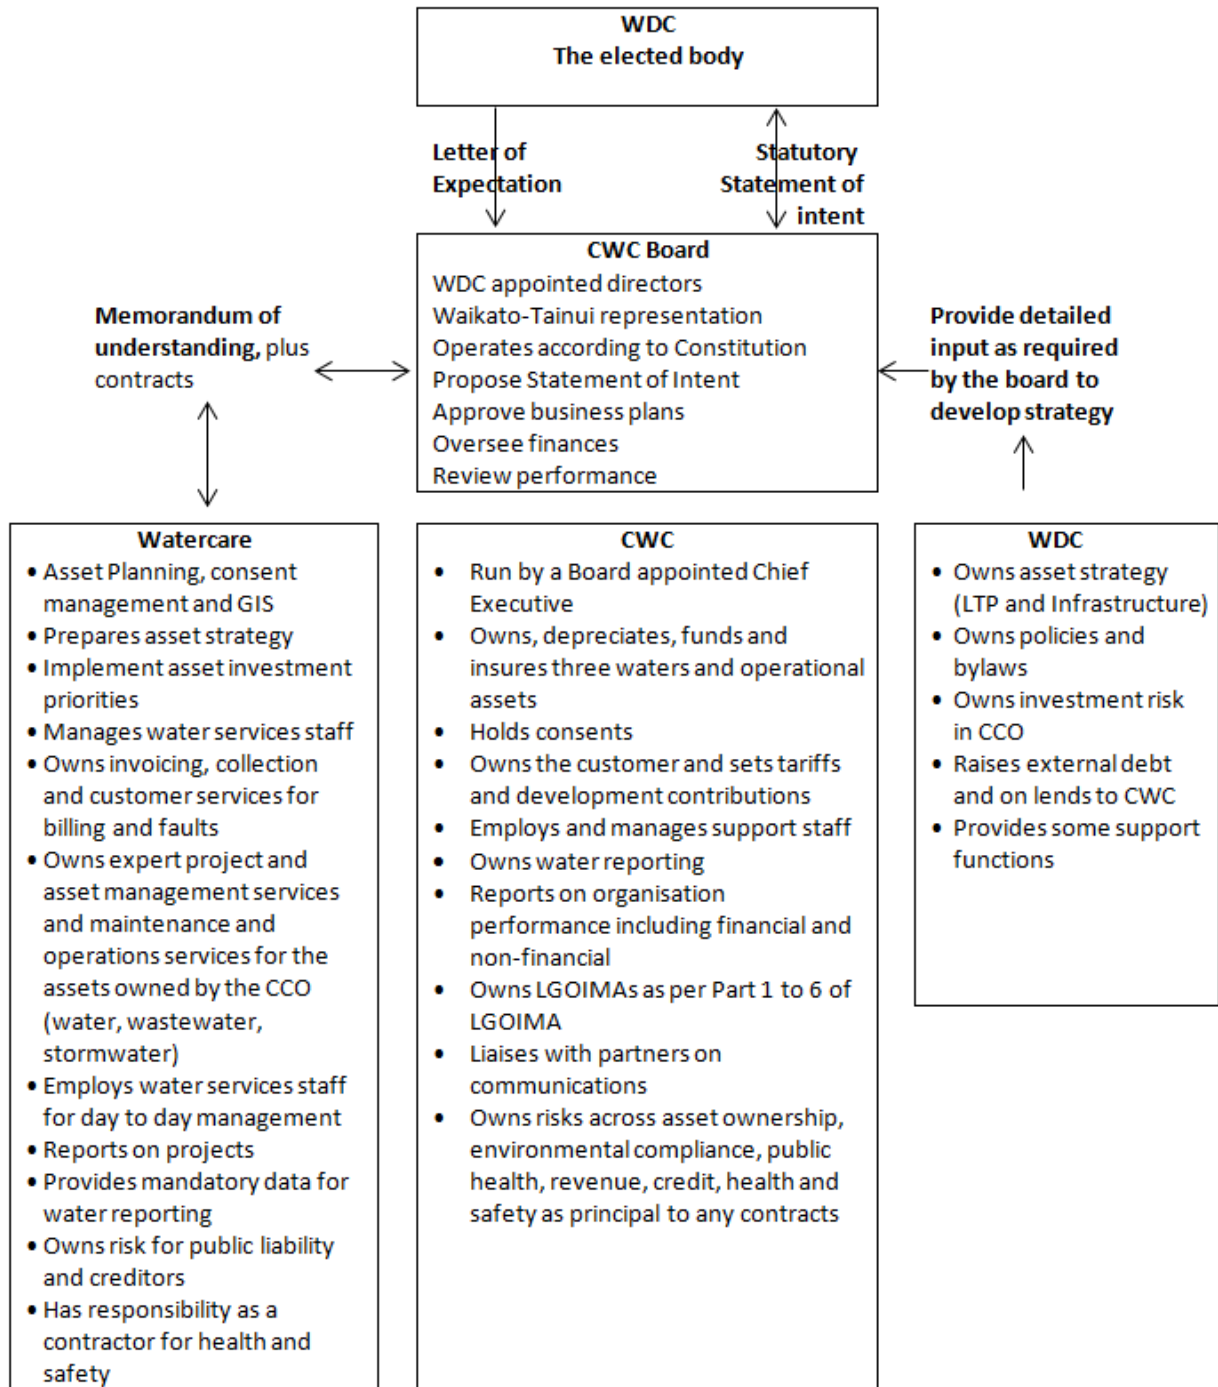 WDC
The elected body
Letter of
Expectation
Statutory
Statement of
intent
CWC Board
WDC appointed directors
Waikato-Tainui representation
Operates according to Constitution
Propose Statement of Intent
Approve business plans
Oversee finances
Review performance
Memorandum of
understanding, plus
contracts
Provide detailed
input as required
by the board to
develop strategy
Watercare
• Asset Planning, consent
management and GIS
• Prepares asset strategy
• Implement asset investment
priorities
• Manages water services staff
• Owns invoicing, collection
and customer services for
billing and faults
• Owns expert project and
asset management services
and maintenance and
operations services for the
assets owned by the CCO
(water, wastewater,
stormwater)
• Employs water services staff
for day to day management
• Reports on projects
• Provides mandatory data for
water reporting
• Owns risk for public liability
and creditors
• Has responsibility as a
contractor for health and
safety
CWC
• Run by a Board appointed Chief
Executive
• Owns, depreciates, funds and
insures three waters and operational
assets
• Holds consents
• Owns the customer and sets tariffs
and development contributions
• Employs and manages support staff
• Owns water reporting
• Reports on organisation
performance including financial and
non-financial
• Owns LGOIMAs as per Part 1 to 6 of
LGOIMA
• Liaises with partners on
communications
• Owns risks across asset ownership,
environmental compliance, public
health, revenue, credit, health and
safety as principal to any contracts
WDC
• Owns asset strategy
(LTP and Infrastructure)
• Owns policies and
bylaws
• Owns investment risk
in CCO
• Raises external debt
and on lends to CWC
• Provides some support
functions